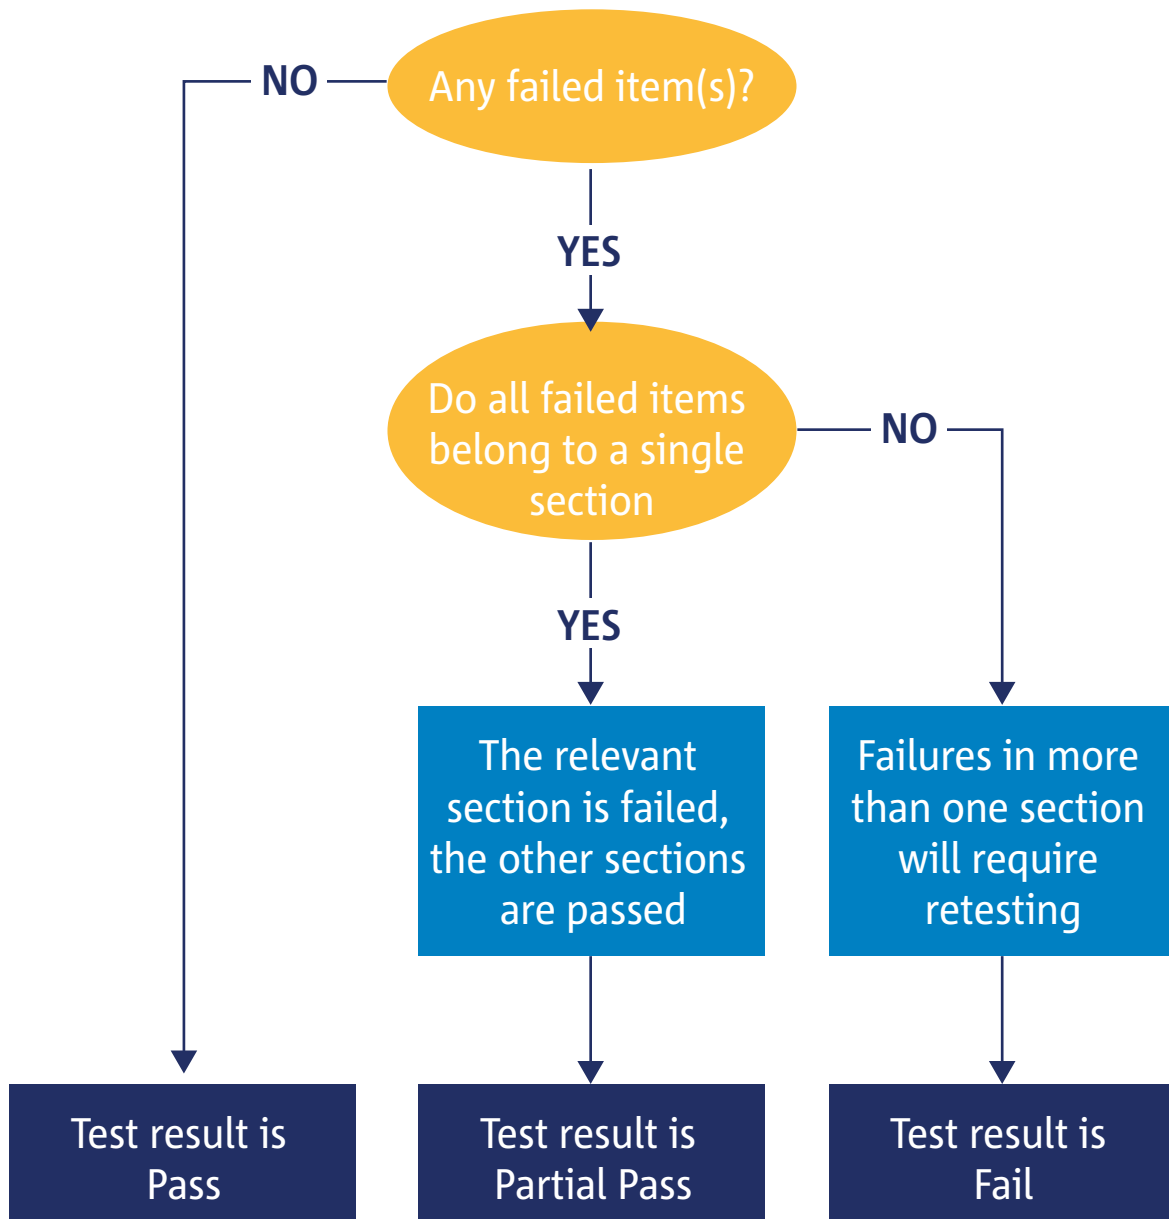 Any failed item(s)?
NO
YES
Do all failed items
belong to a single
section
NO
YES
The relevant
section is failed,
the other sections
are passed
Failures in more
than one section
will require
retesting
Test result is
Pass
Test result is
Partial Pass
Test result is
Fail